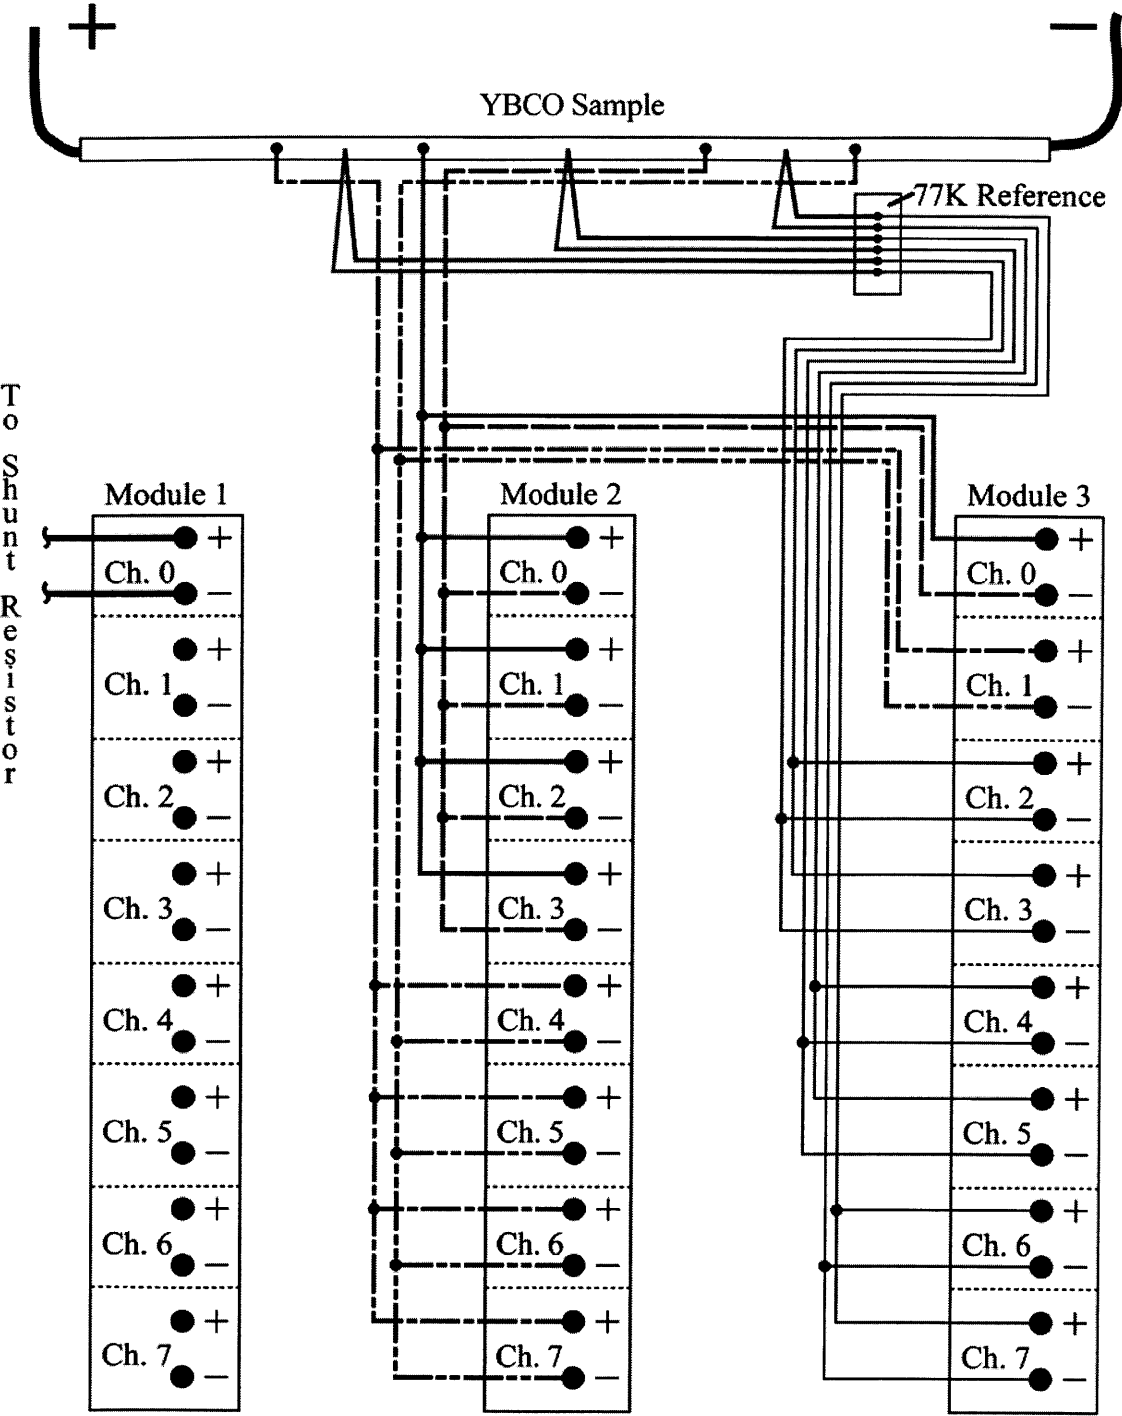 + −
YBCO Sample
77K Reference
To Shunt Resistor
Module 1
+
Ch. 0
−
+
Ch. 1
−
+
Ch. 2
−
+
Ch. 3
−
+
Ch. 4
−
+
Ch. 5
−
+
Ch. 6
−
+
Ch. 7
−
Module 2
+
Ch. 0
−
+
Ch. 1
−
+
Ch. 2
−
+
Ch. 3
−
+
Ch. 4
−
+
Ch. 5
−
+
Ch. 6
−
+
Ch. 7
−
Module 3
+
Ch. 0
−
+
Ch. 1
−
+
Ch. 2
−
+
Ch. 3
−
+
Ch. 4
−
+
Ch. 5
−
+
Ch. 6
−
+
Ch. 7
−